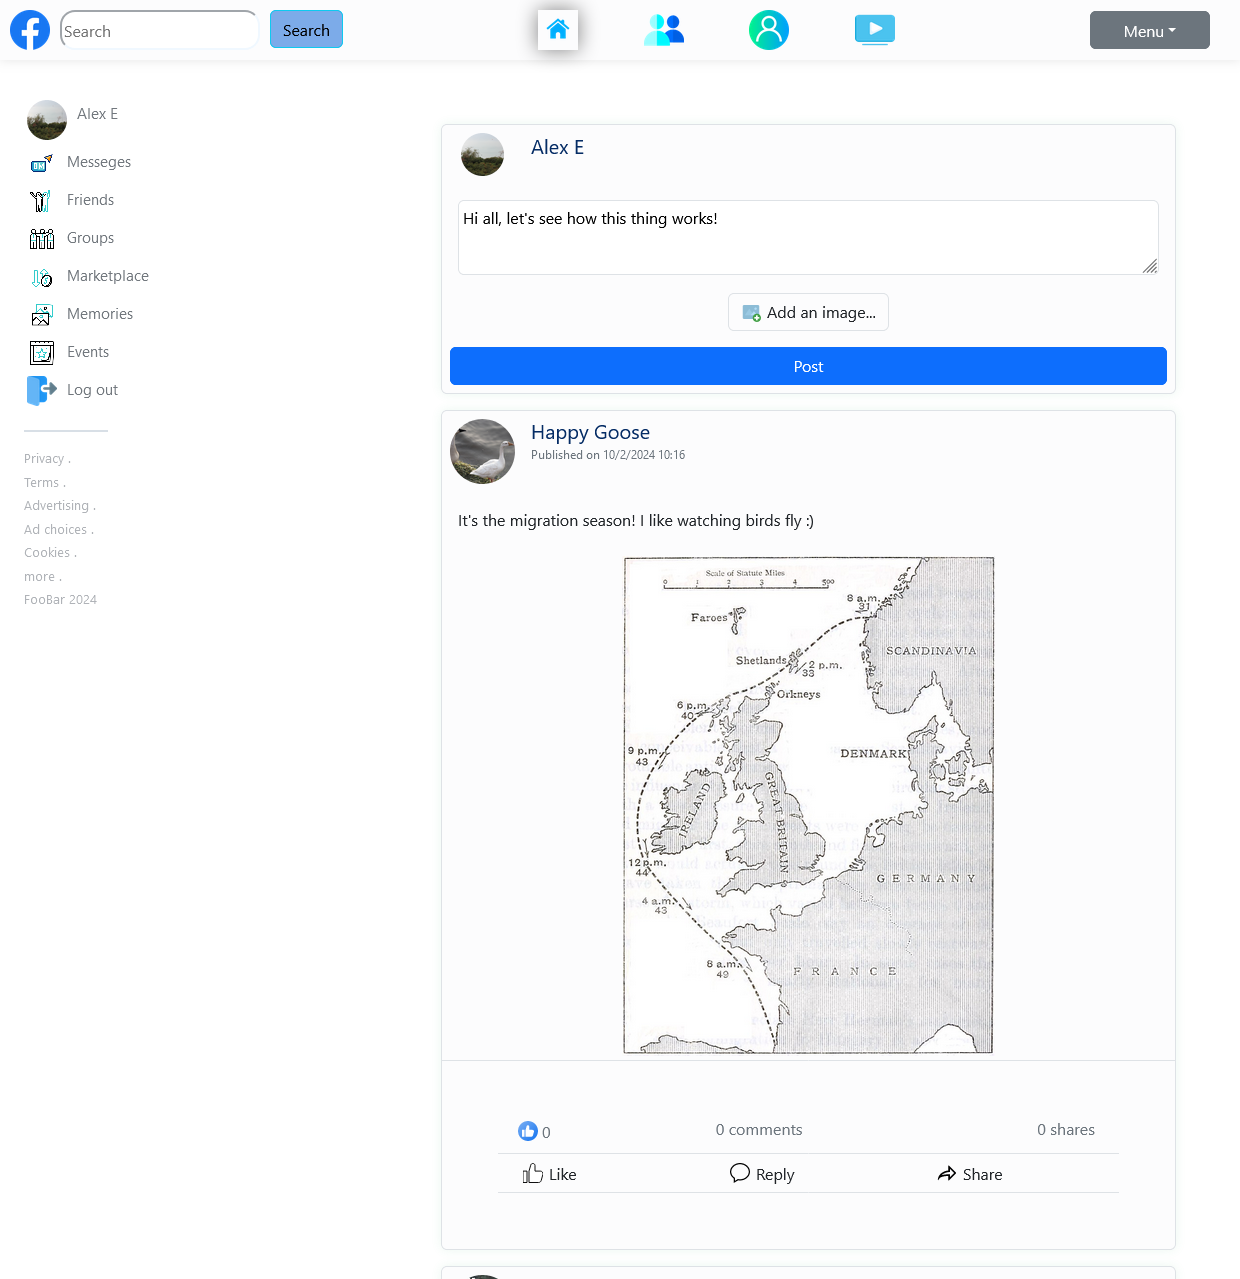 Search
Search
Menu
Alex E
Messeges
Friends
Groups
Marketplace
Memories
Events
Log out
Privacy .
Terms .
Advertising .
Ad choices .
Cookies .
more .
FooBar 2024
Alex E
Hi all, let's see how this thing works!
Add an image...
Post
Happy Goose
Published on 10/2/2024 10:16
It's the migration season! I like watching birds fly :)
Scale of Statute Miles
0 1 2 3 4 500
8 a.m.
31
Faroes
SCANDINAVIA
Shetlands
2 p.m.
33
Orkneys
6 p.m.
40
9 p.m.
43
DENMARK
IRELAND
GREAT BRITAIN
12 p.m.
44
GERMANY
4 a.m.
43
8 a.m.
49
FRANCE
0
0 comments
0 shares
Like
Reply
Share